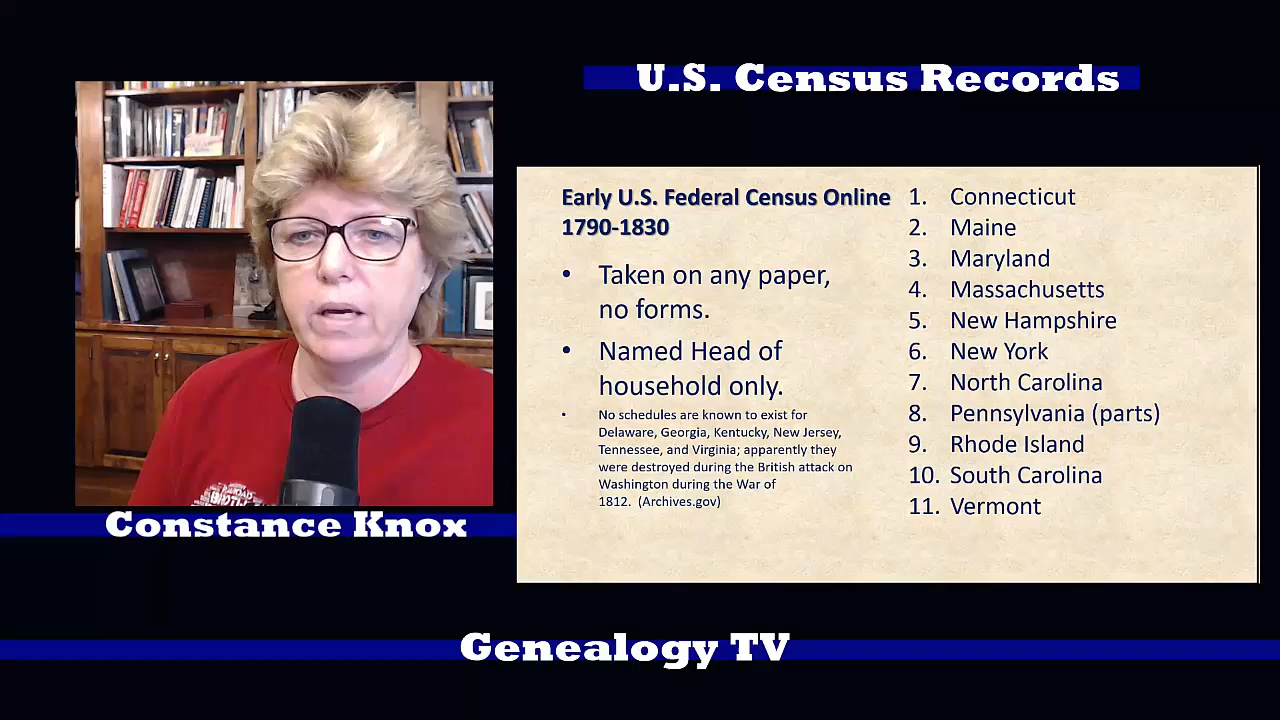 U.S. Census Records
Early U.S. Federal Census Online
1790-1830
• Taken on any paper,
no forms.
• Named Head of
household only.
• No schedules are known to exist for
Delaware, Georgia, Kentucky, New Jersey,
Tennessee, and Virginia; apparently they
were destroyed during the British attack on
Washington during the War of
1812. (Archives.gov)
1. Connecticut
2. Maine
3. Maryland
4. Massachusetts
5. New Hampshire
6. New York
7. North Carolina
8. Pennsylvania (parts)
9. Rhode Island
10. South Carolina
11. Vermont
Constance Knox
Genealogy TV